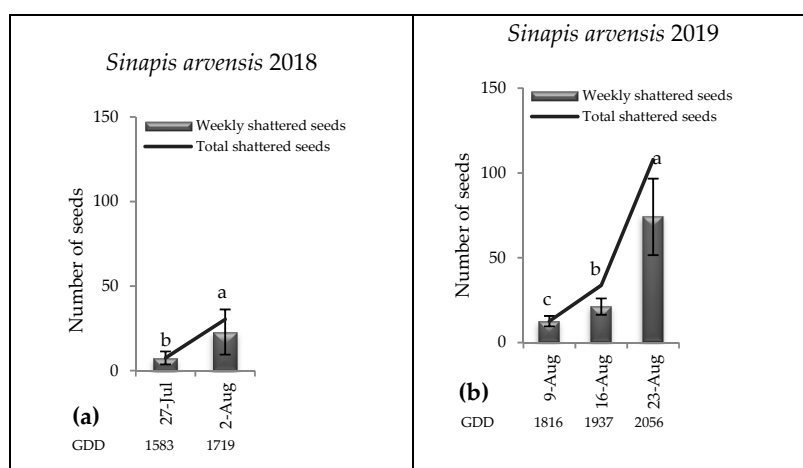 Sinapis arvensis 2018
150
Weekly shattered seeds
Total shattered seeds
100
Number of seeds
50
a
b
0
27-Jul
2-Aug
(a)
GDD 1583 1719
Sinapis arvensis 2019
150
Weekly shattered seeds
Total shattered seeds
100
Number of seeds
a
50
b
c
0
9-Aug
16-Aug
23-Aug
(b)
GDD 1816 1937 2056